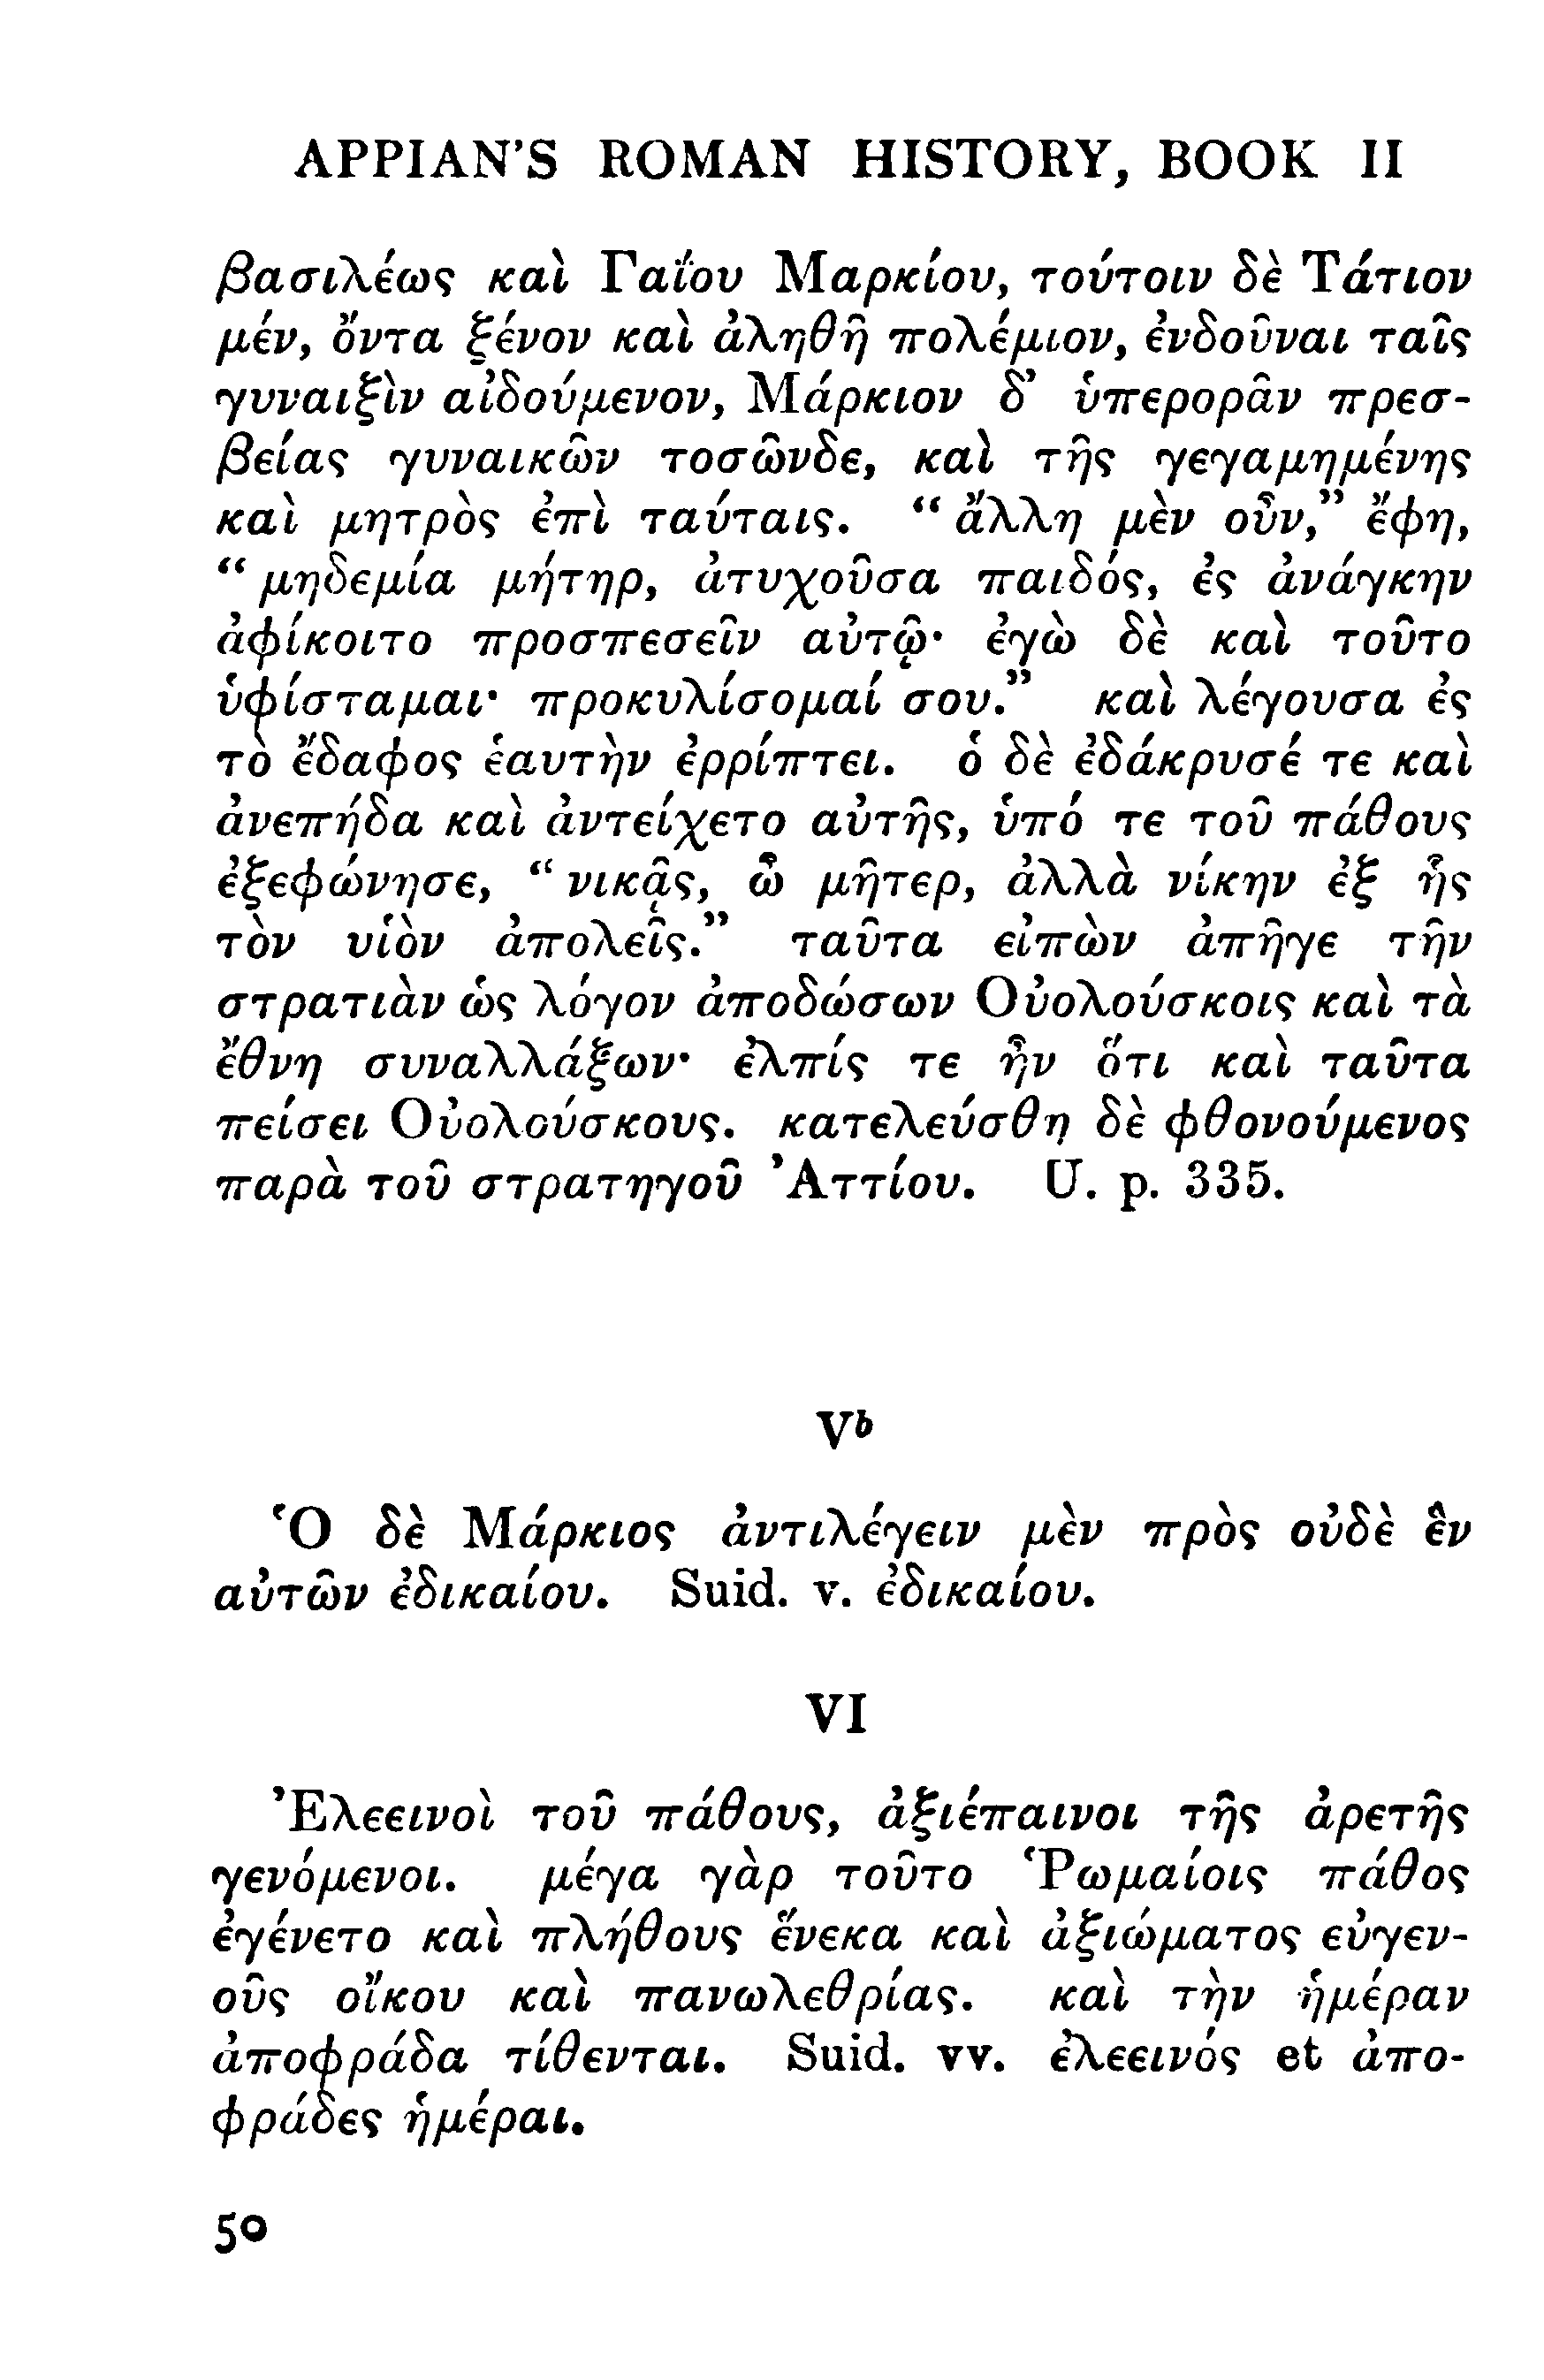 APPIAN'S ROMAN HISTORY, BOOK II
βασιλέως καὶ Γαΐου Μαρκίου, τούτοιν δὲ Τάτιον
μέν, ὄντα ξένον καὶ ἀληθῆ πολέμιον, ἐνδοῦναι ταῖς
γυναιξὶν αἰδούμενον, Μάρκιον δ' ὑπερορᾶν πρεσ-
βείας γυναικῶν τοσῶνδε, καὶ τῆς γεγαμημένης
καὶ μητρὸς ἐπὶ ταύταις. “ἄλλη μὲν οὖν,” ἔφη,
“μηδεμία μήτηρ, ἀτυχοῦσα παιδός, ἐς ἀνάγκην
ἀφίκοιτο προσπεσεῖν αὐτῷ· ἐγὼ δὲ καὶ τοῦτο
ὑφίσταμαι· προκυλίσομαί σου.” καὶ λέγουσα ἐς
τὸ ἔδαφος ἑαυτὴν ἐρρίπτει. ὁ δὲ ἐδάκρυσέ τε καὶ
ἀνεπήδα καὶ ἀντείχετο αὐτῆς, ὑπό τε τοῦ πάθους
ἐξεφώνησε, “νικᾷς, ὦ μῆτερ, ἀλλὰ νίκην ἐξ ἧς
τὸν υἱὸν ἀπολεῖς.” ταῦτα εἰπὼν ἀπῆγε τῆν
στρατιὰν ὡς λόγον ἀποδώσων Οὐολούσκοις καὶ τὰ
ἔθνη συναλλάξων· ἐλπίς τε ἦν ὅτι καὶ ταῦτα
πείσει Οὐολούσκους. κατελεύσθη δὲ φθονούμενος
παρὰ τοῦ στρατηγοῦ Ἀττίου. U. p. 335.
Vᵇ
Ὁ δὲ Μάρκιος ἀντιλέγειν μὲν πρὸς οὐδὲ ἓν
αὐτῶν ἐδικαίου. Suid. v. ἐδικαίου.
VI
Ἐλεεινοὶ τοῦ πάθους, ἀξιέπαινοι τῆς ἀρετῆς
γενόμενοι. μέγα γὰρ τοῦτο Ῥωμαίοις πάθος
ἐγένετο καὶ πλήθους ἕνεκα καὶ ἀξιώματος εὐγεν-
οῦς οἴκου καὶ πανωλεθρίας. καὶ τὴν ἡμέραν
ἀποφράδα τίθενται. Suid. vv. ἐλεεινός et ἀπο-
φράδες ἡμέραι.
50